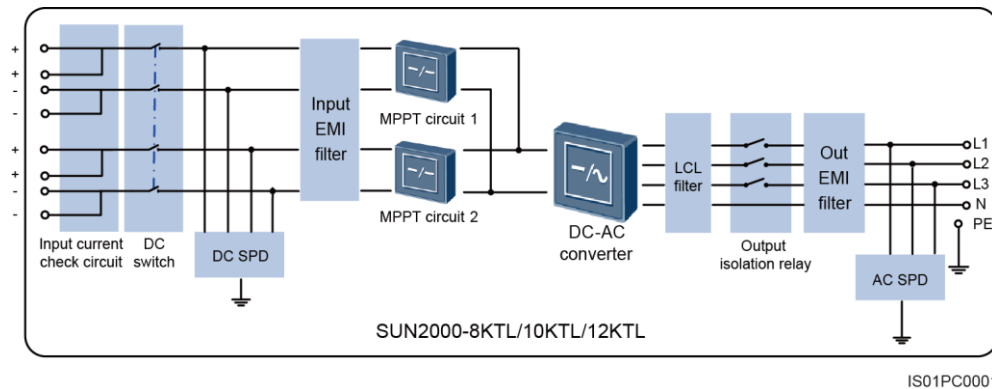 +
+
-
-
+
+
-
-
Input current
check circuit
DC
switch
DC SPD
Input
EMI
filter
MPPT circuit 1
MPPT circuit 2
DC-AC
converter
LCL
filter
Output
isolation relay
Out
EMI
filter
L1
L2
L3
N
PE
AC SPD
SUN2000-8KTL/10KTL/12KTL